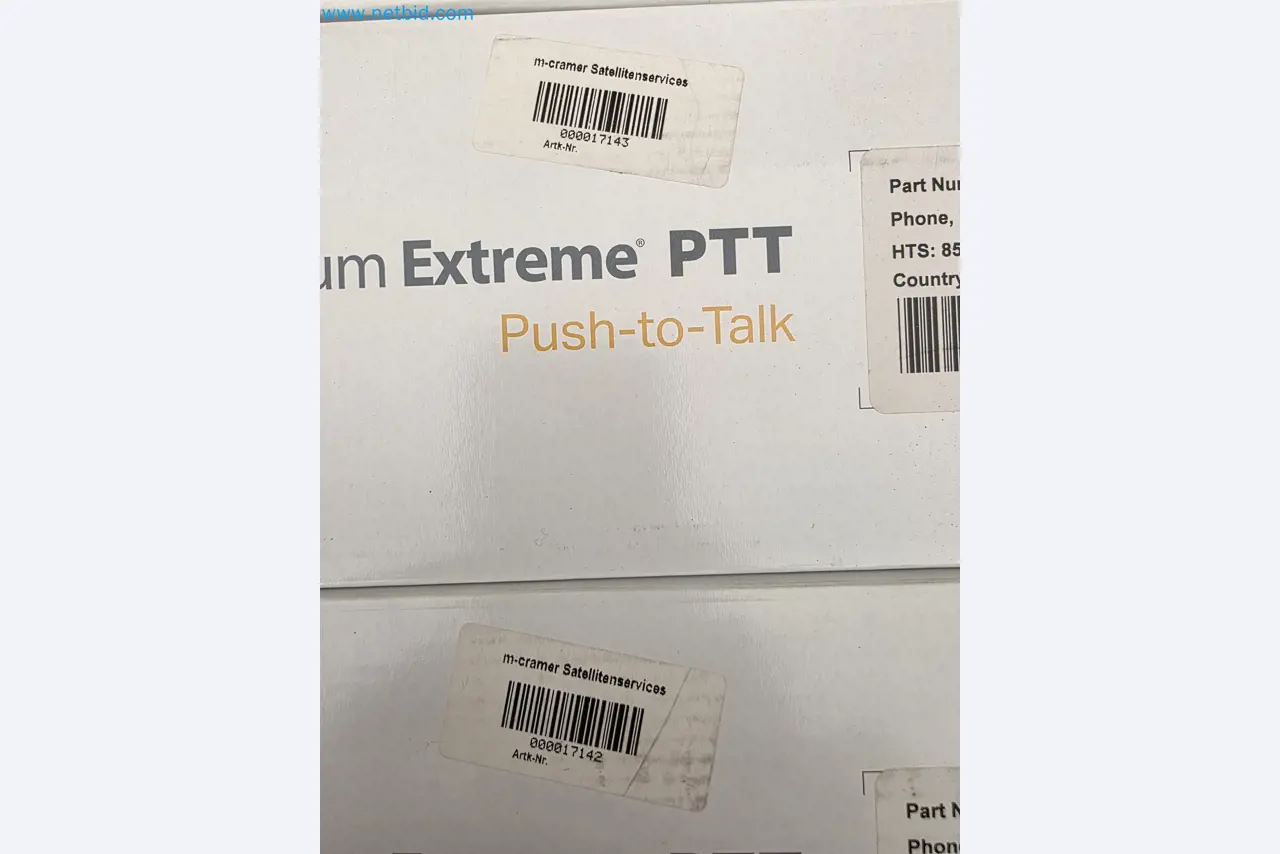 www.netbid.com
m-cramer Satellitenservices
000017143
Artk-Nr.
um Extreme® PTT
Push-to-Talk
Part Nu
Phone,
HTS: 85
Country
m-cramer Satellitenservices
000017142
Artk-Nr.
Part N
Phon